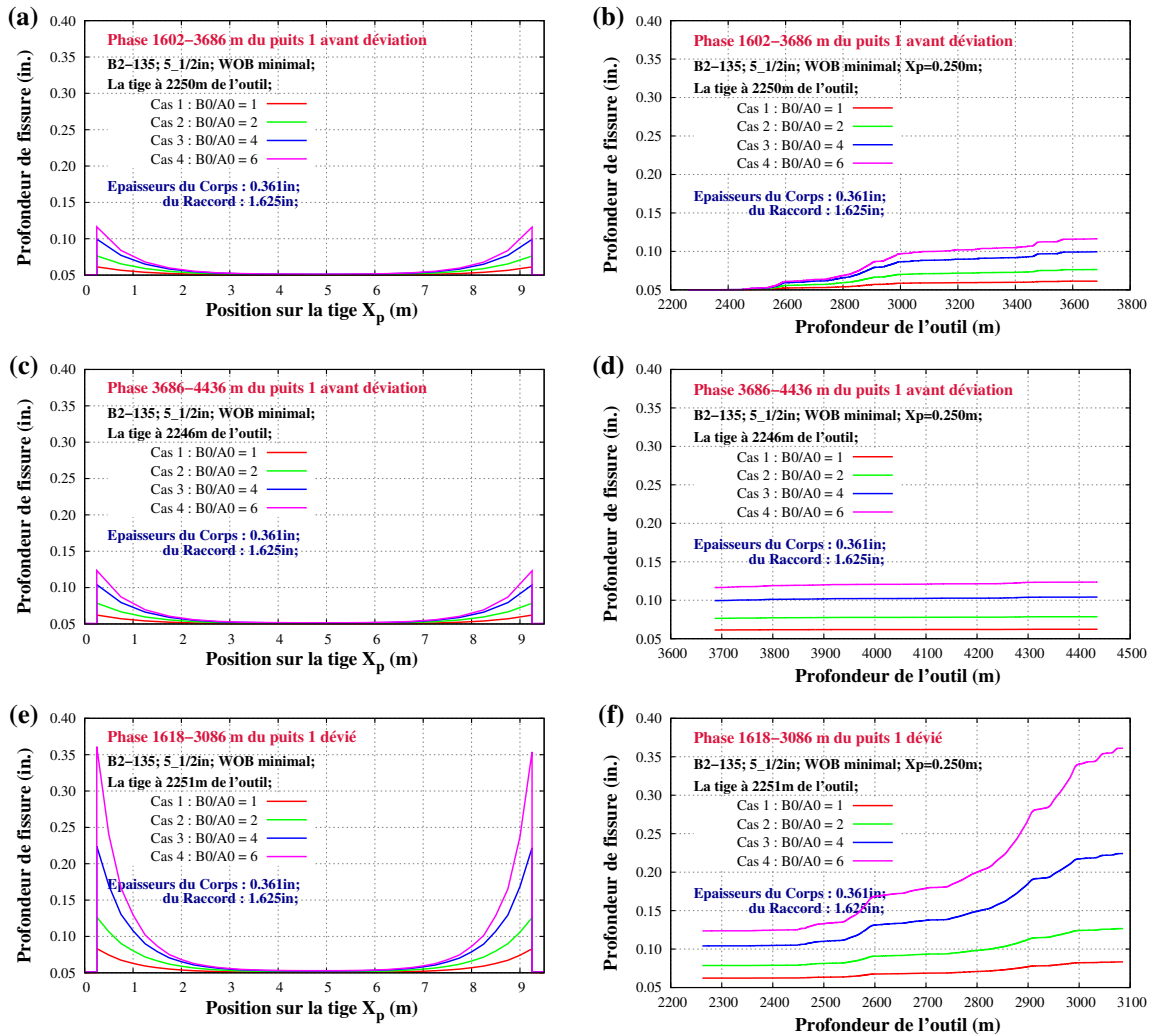 (a)
Profondeur de fissure (in.)
0.40
0.35
0.30
0.25
0.20
0.15
0.10
0.05
Phase 1602−3686 m du puits 1 avant déviation
B2−135; 5_1/2in; WOB minimal;
La tige à 2250m de l'outil;
Cas 1 : B0/A0 = 1
Cas 2 : B0/A0 = 2
Cas 3 : B0/A0 = 4
Cas 4 : B0/A0 = 6
Epaisseurs du Corps : 0.361in;
du Raccord : 1.625in;
0 1 2 3 4 5 6 7 8 9
Position sur la tige X_p (m)
(b)
Profondeur de fissure (in.)
0.40
0.35
0.30
0.25
0.20
0.15
0.10
0.05
Phase 1602−3686 m du puits 1 avant déviation
B2−135; 5_1/2in; WOB minimal; Xp=0.250m;
La tige à 2250m de l'outil;
Cas 1 : B0/A0 = 1
Cas 2 : B0/A0 = 2
Cas 3 : B0/A0 = 4
Cas 4 : B0/A0 = 6
Epaisseurs du Corps : 0.361in;
du Raccord : 1.625in;
2200 2400 2600 2800 3000 3200 3400 3600 3800
Profondeur de l'outil (m)
(c)
Profondeur de fissure (in.)
0.40
0.35
0.30
0.25
0.20
0.15
0.10
0.05
Phase 3686−4436 m du puits 1 avant déviation
B2−135; 5_1/2in; WOB minimal;
La tige à 2246m de l'outil;
Cas 1 : B0/A0 = 1
Cas 2 : B0/A0 = 2
Cas 3 : B0/A0 = 4
Cas 4 : B0/A0 = 6
Epaisseurs du Corps : 0.361in;
du Raccord : 1.625in;
0 1 2 3 4 5 6 7 8 9
Position sur la tige X_p (m)
(d)
Profondeur de fissure (in.)
0.40
0.35
0.30
0.25
0.20
0.15
0.10
0.05
Phase 3686−4436 m du puits 1 avant déviation
B2−135; 5_1/2in; WOB minimal; Xp=0.250m;
La tige à 2246m de l'outil;
Cas 1 : B0/A0 = 1
Cas 2 : B0/A0 = 2
Cas 3 : B0/A0 = 4
Cas 4 : B0/A0 = 6
Epaisseurs du Corps : 0.361in;
du Raccord : 1.625in;
3600 3700 3800 3900 4000 4100 4200 4300 4400 4500
Profondeur de l'outil (m)
(e)
Profondeur de fissure (in.)
0.40
0.35
0.30
0.25
0.20
0.15
0.10
0.05
Phase 1618−3086 m du puits 1 dévié
B2−135; 5_1/2in; WOB minimal;
La tige à 2251m de l'outil;
Cas 1 : B0/A0 = 1
Cas 2 : B0/A0 = 2
Cas 3 : B0/A0 = 4
Cas 4 : B0/A0 = 6
Epaisseurs du Corps : 0.361in;
du Raccord : 1.625in;
0 1 2 3 4 5 6 7 8 9
Position sur la tige X_p (m)
(f)
Profondeur de fissure (in.)
0.40
0.35
0.30
0.25
0.20
0.15
0.10
0.05
Phase 1618−3086 m du puits 1 dévié
B2−135; 5_1/2in; WOB minimal; Xp=0.250m;
La tige à 2251m de l'outil;
Cas 1 : B0/A0 = 1
Cas 2 : B0/A0 = 2
Cas 3 : B0/A0 = 4
Cas 4 : B0/A0 = 6
Epaisseurs du Corps : 0.361in;
du Raccord : 1.625in;
2200 2300 2400 2500 2600 2700 2800 2900 3000 3100
Profondeur de l'outil (m)